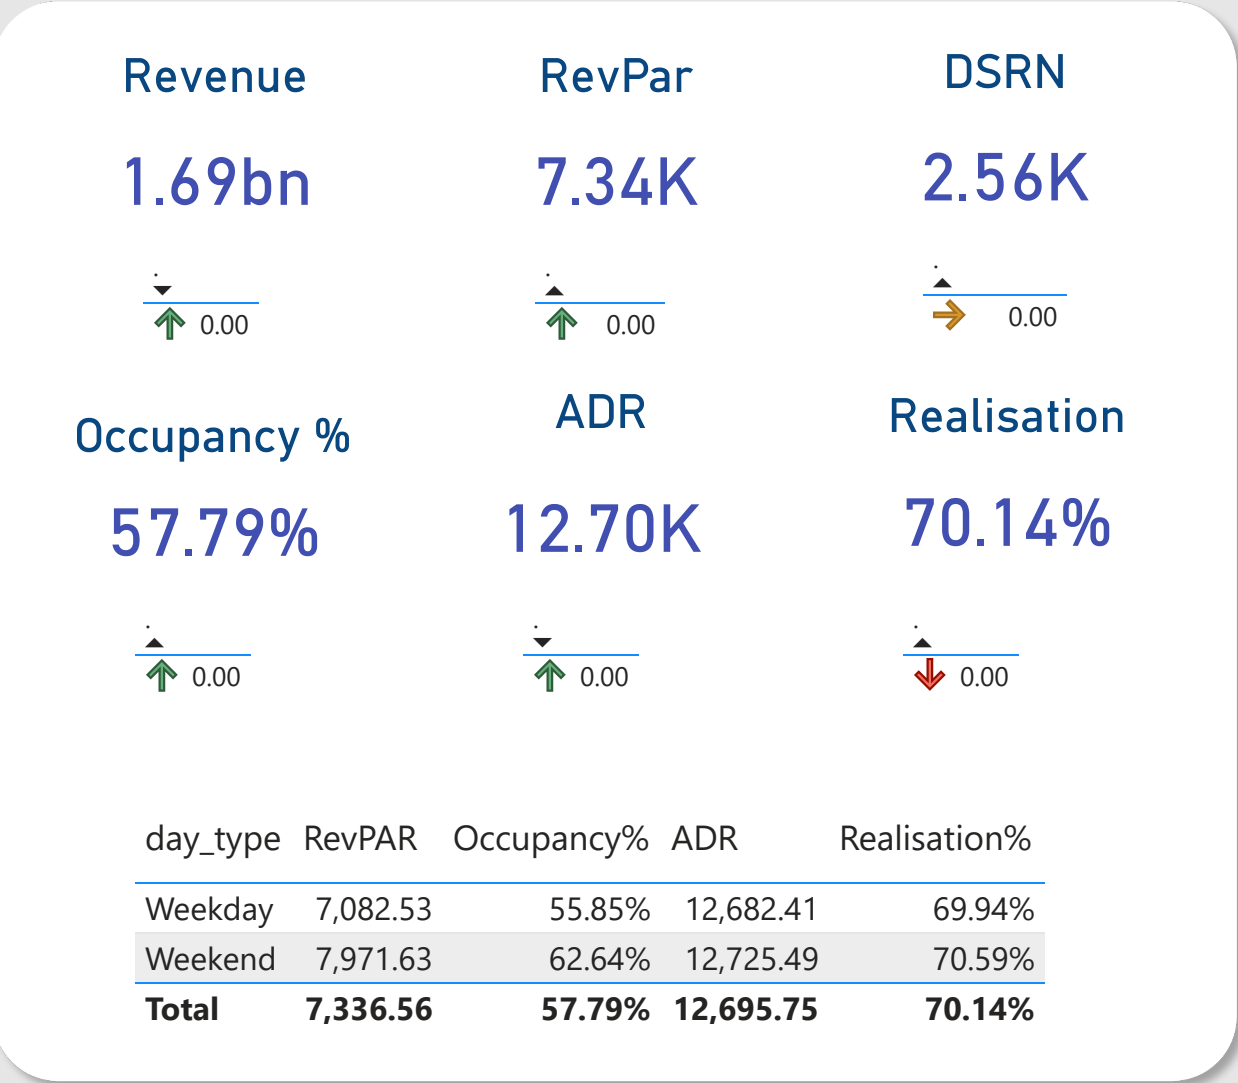 Revenue
RevPar
DSRN
1.69bn
7.34K
2.56K
0.00
0.00
0.00
Occupancy %
ADR
Realisation
57.79%
12.70K
70.14%
0.00
0.00
0.00
day_type RevPAR Occupancy% ADR Realisation%
Weekday 7,082.53 55.85% 12,682.41 69.94%
Weekend 7,971.63 62.64% 12,725.49 70.59%
Total 7,336.56 57.79% 12,695.75 70.14%